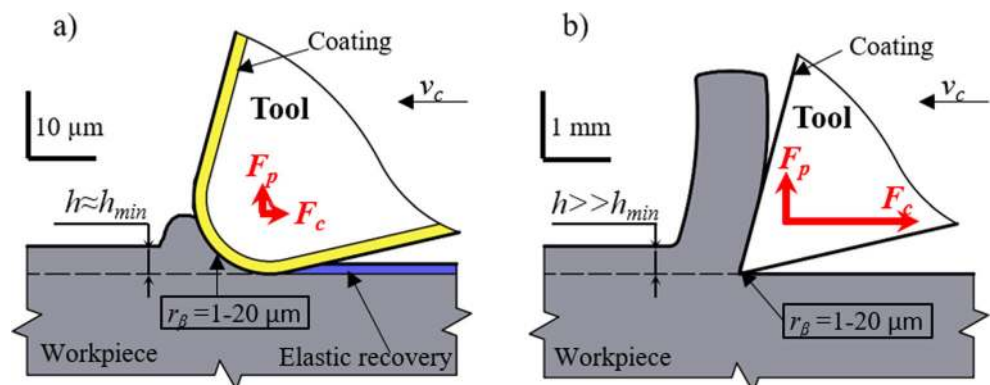 a)
Coating
v_c
Tool
10 µm
F_p
F_c
h≈h_min
r_β =1-20 µm
Workpiece
Elastic recovery
b)
Coating
v_c
Tool
1 mm
F_p
F_c
h>>h_min
r_β =1-20 µm
Workpiece